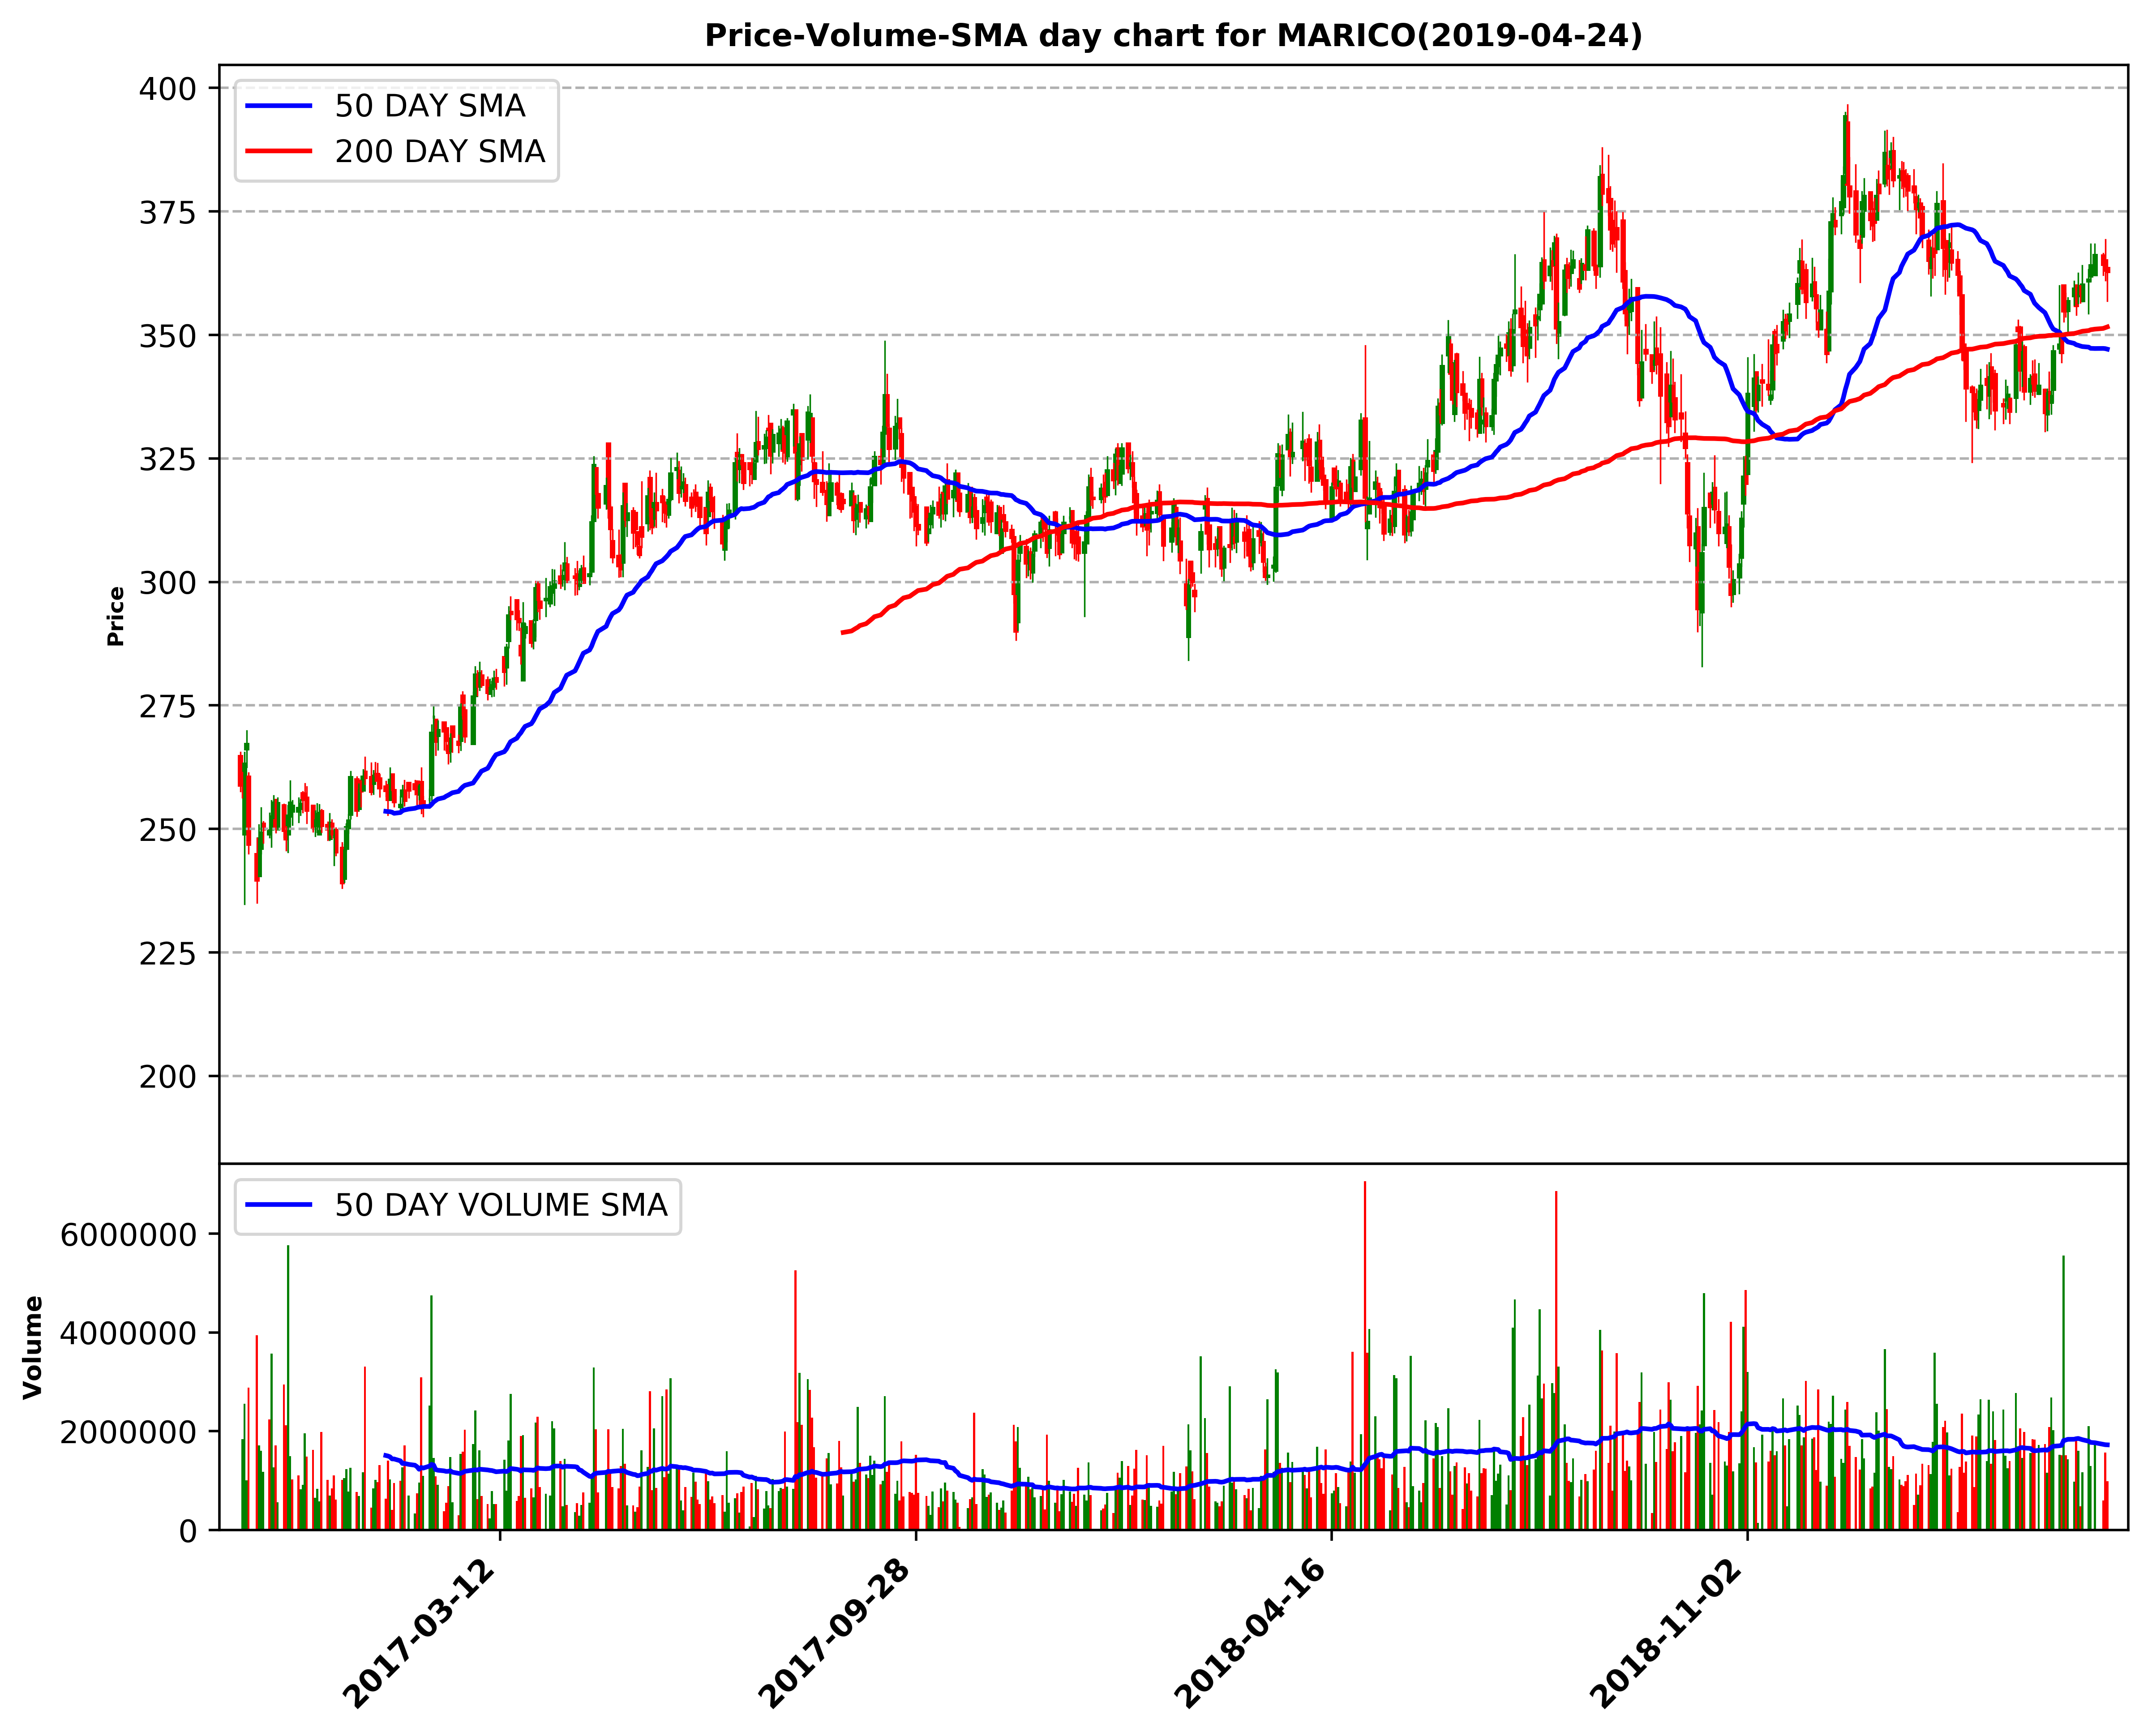 Price-Volume-SMA day chart for MARICO(2019-04-24)
50 DAY SMA
200 DAY SMA
400
375
350
325
300
275
250
225
200
Price
50 DAY VOLUME SMA
6000000
4000000
2000000
0
Volume
2017-03-12
2017-09-28
2018-04-16
2018-11-02